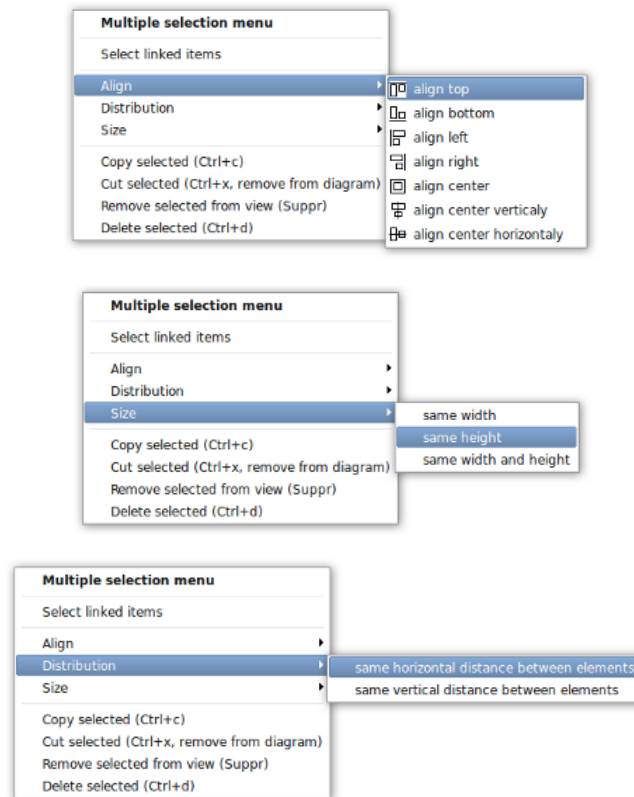 Multiple selection menu
Select linked items
Align
Distribution
Size
Copy selected (Ctrl+c)
Cut selected (Ctrl+x, remove from diagram)
Remove selected from view (Suppr)
Delete selected (Ctrl+d)
align top
align bottom
align left
align right
align center
align center verticaly
align center horizontaly
Multiple selection menu
Select linked items
Align
Distribution
Size
Copy selected (Ctrl+c)
Cut selected (Ctrl+x, remove from diagram)
Remove selected from view (Suppr)
Delete selected (Ctrl+d)
same width
same height
same width and height
Multiple selection menu
Select linked items
Align
Distribution
Size
Copy selected (Ctrl+c)
Cut selected (Ctrl+x, remove from diagram)
Remove selected from view (Suppr)
Delete selected (Ctrl+d)
same horizontal distance between elements
same vertical distance between elements